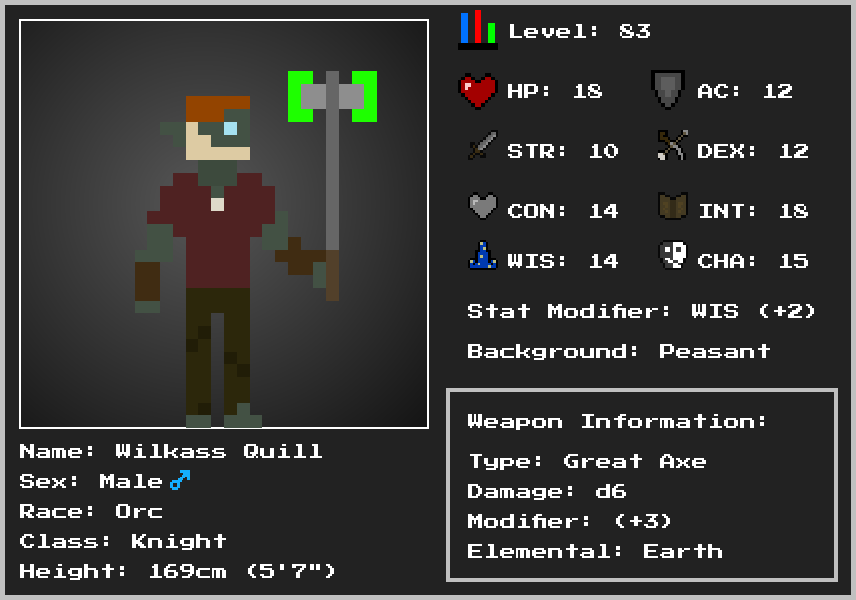 Level: 83
HP: 18
AC: 12
STR: 10
DEX: 12
CON: 14
INT: 18
WIS: 14
CHA: 15
Stat Modifier: WIS (+2)
Background: Peasant
Weapon Information:
Type: Great Axe
Damage: d6
Modifier: (+3)
Elemental: Earth
Name: Wilkass Quill
Sex: Male ♂
Race: Orc
Class: Knight
Height: 169cm (5'7")